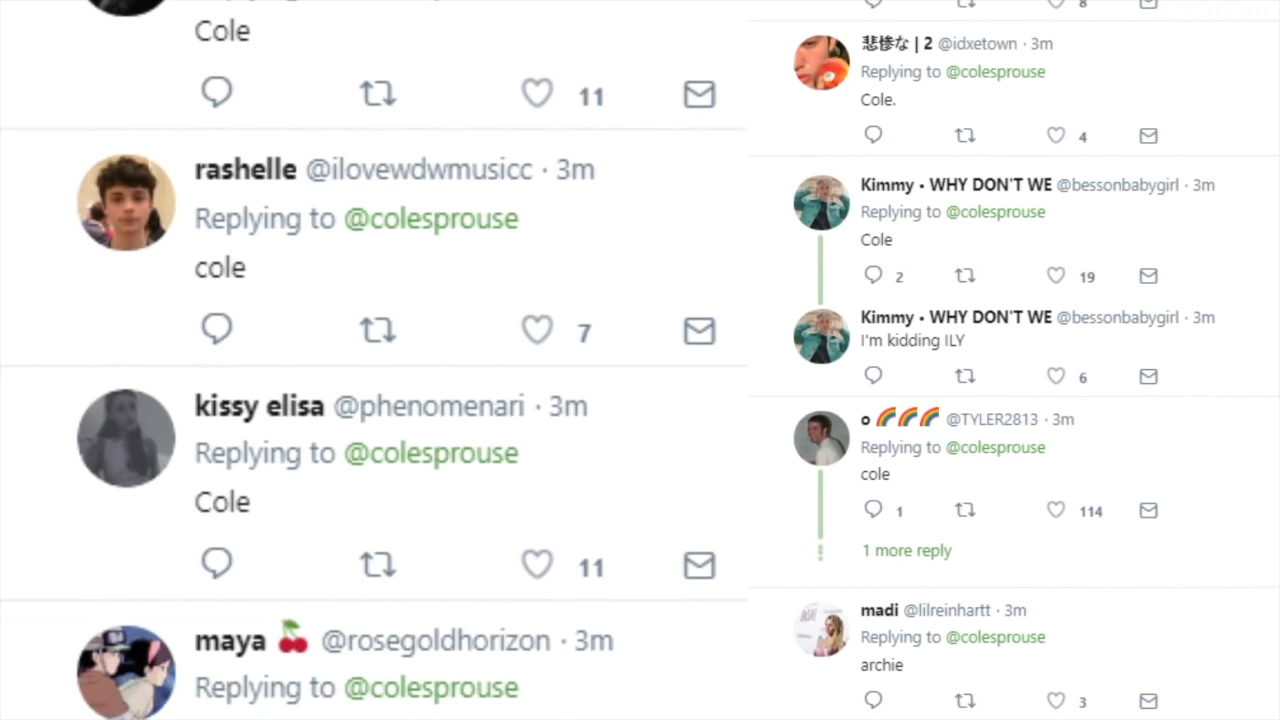 Cole
11
rashelle @ilovewdwmusicc · 3m
Replying to @colesprouse
cole
7
kissy elisa @phenomenari · 3m
Replying to @colesprouse
Cole
11
maya 🍒 @rosegoldhorizon · 3m
Replying to @colesprouse
8
悲惨な | 2 @idxetown · 3m
Replying to @colesprouse
Cole.
4
Kimmy • WHY DON'T WE @bessonbabygirl · 3m
Replying to @colesprouse
Cole
2 19
Kimmy • WHY DON'T WE @bessonbabygirl · 3m
I'm kidding ILY
6
o 🌈🌈🌈 @TYLER2813 · 3m
Replying to @colesprouse
cole
1 114
1 more reply
madi @lilreinhartt · 3m
Replying to @colesprouse
archie
3